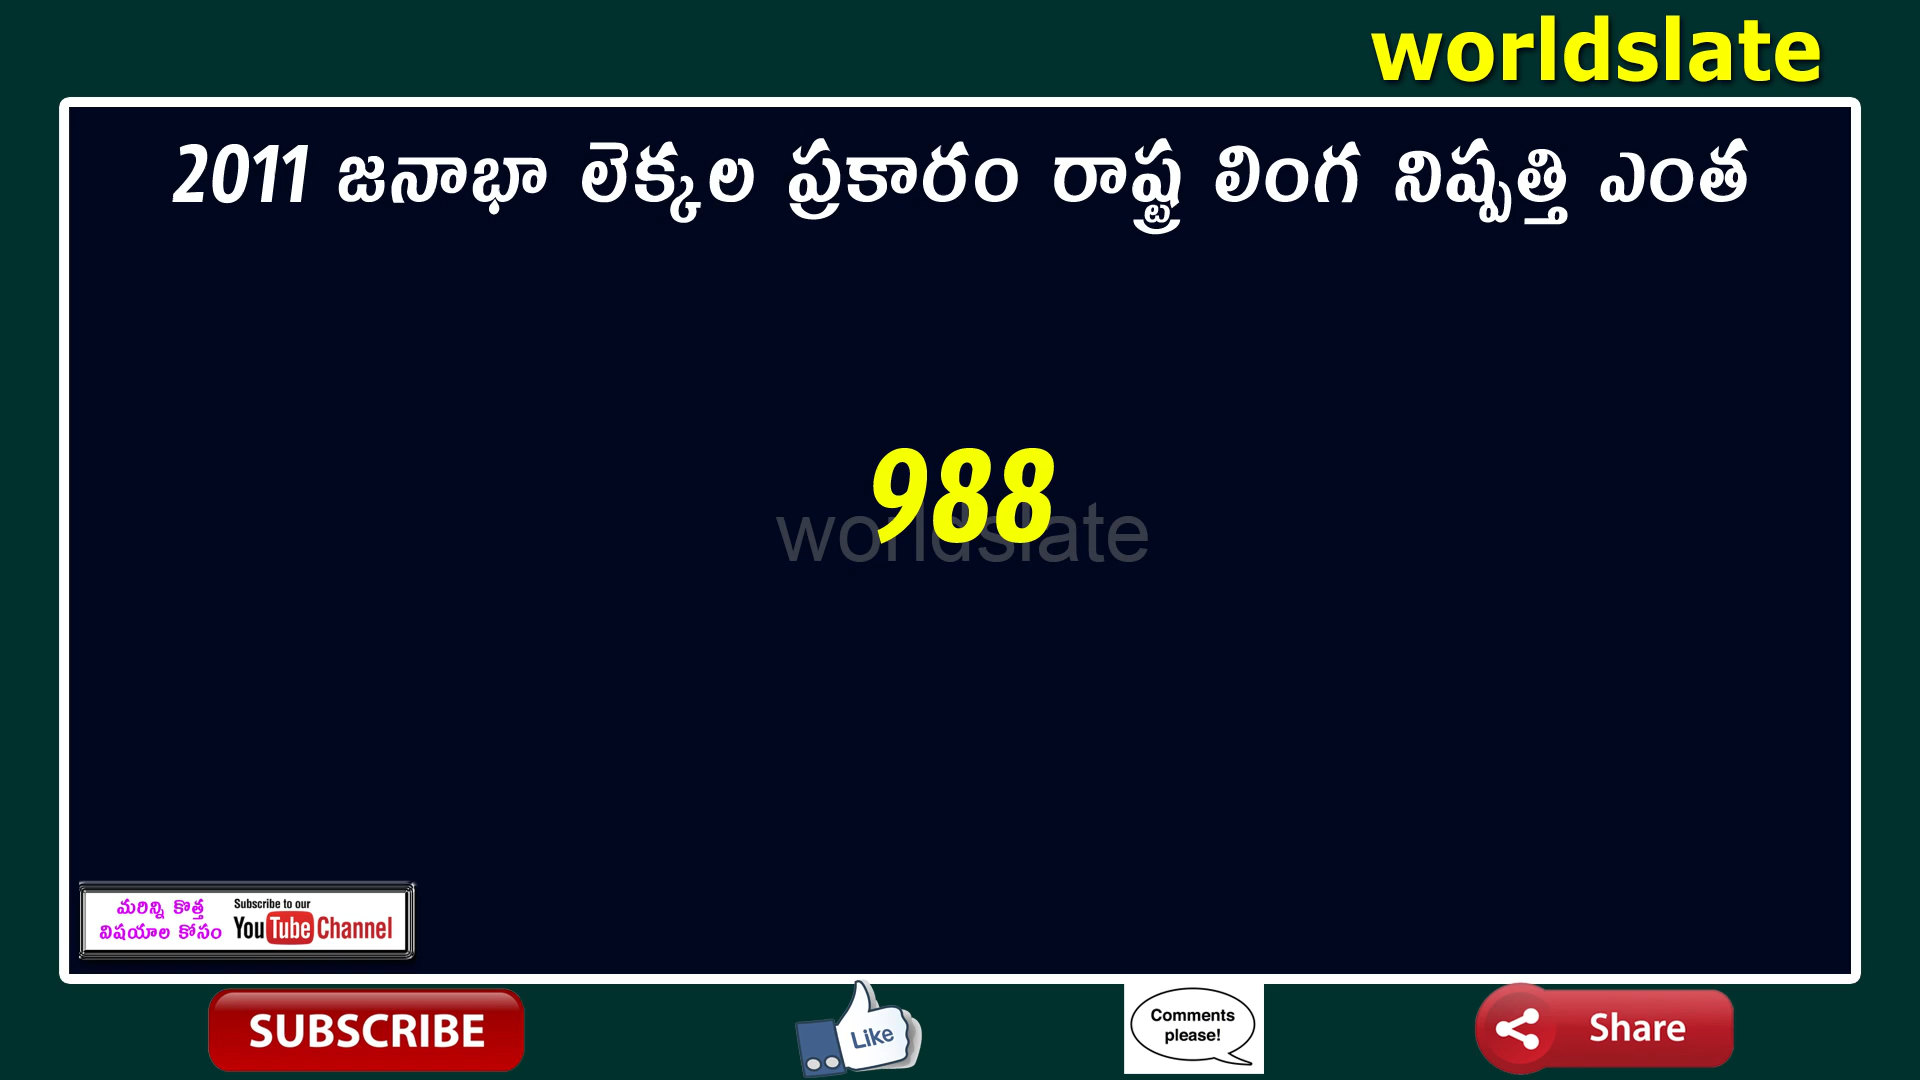 worldslate
2011 జనాభా లెక్కల ప్రకారం రాష్ట్ర లింగ నిష్పత్తి ఎంత
988
worldslate
మరిన్ని కొత్త
విషయాల కోసం
Subscribe to our
YouTube Channel
SUBSCRIBE
Like
Comments
please!
Share